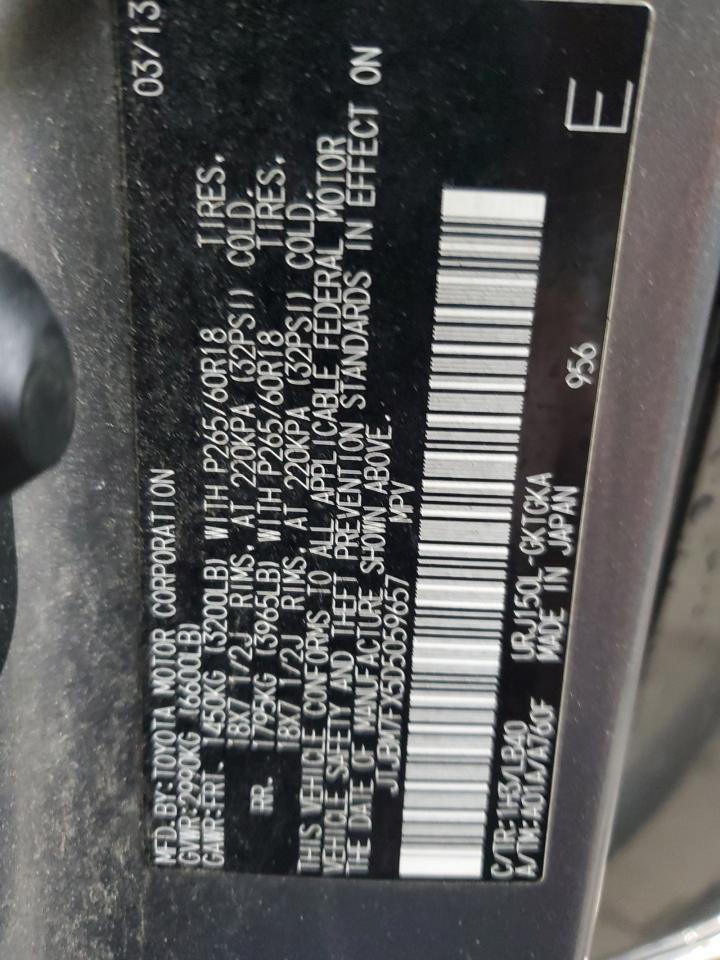 MFD.BY:TOYOTA MOTOR CORPORATION 03/13
GVWR:2990KG (6600LB)
GAWR:FRT. 1450KG (3200LB) WITH P265/60R18 TIRES.
18X7 1/2J RIMS. AT 220KPA (32PSI) COLD.
RR. 1795KG (3965LB) WITH P265/60R18 TIRES.
18X7 1/2J RIMS. AT 220KPA (32PSI) COLD.
THIS VEHICLE CONFORMS TO ALL APPLICABLE FEDERAL MOTOR
VEHICLE SAFETY AND THEFT PREVENTION STANDARDS IN EFFECT ON
THE DATE OF MANUFACTURE SHOWN ABOVE.
JTJBM7FX5D5059657 MPV
C/TR:1H3/LB40 URJ150L-GKTGKA 956
A/TM:A01A/A760F MADE IN JAPAN
E